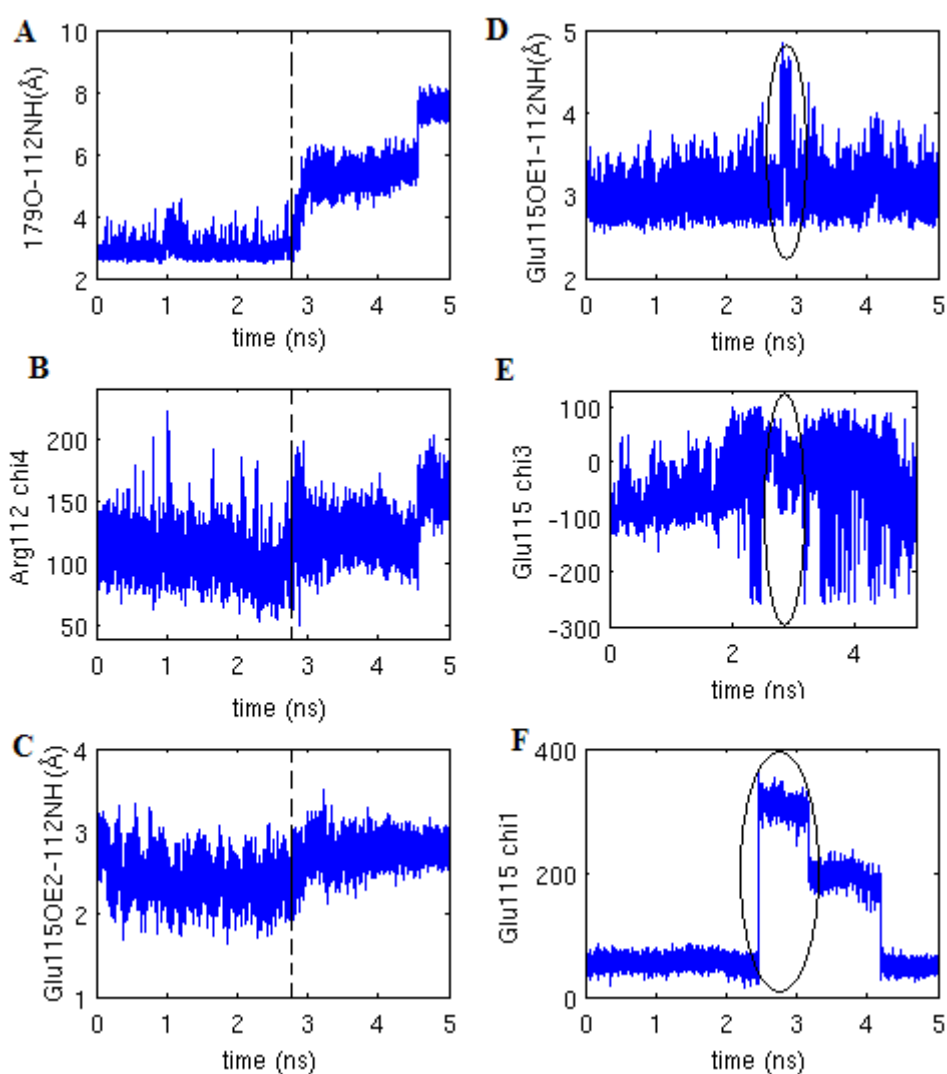 A
179O-112NH(Å)
10
8
6
4
2
0 1 2 3 4 5
time (ns)
B
Arg112 chi4
200
150
100
50
0 1 2 3 4 5
time (ns)
C
Glu115OE2-112NH(Å)
4
3
2
1
0 1 2 3 4 5
time (ns)
D
Glu115OE1-112NH(Å)
5
4
3
2
0 1 2 3 4 5
time (ns)
E
Glu115 chi3
100
0
-100
-200
-300
0 2 4
time (ns)
F
Glu115 chi1
400
200
0
0 1 2 3 4 5
time (ns)